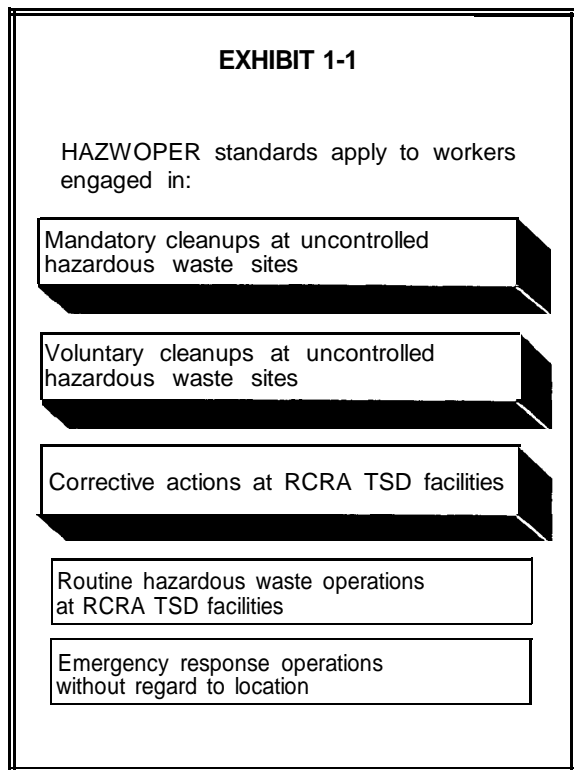 EXHIBIT 1-1
HAZWOPER standards apply to workers
engaged in:
Mandatory cleanups at uncontrolled
hazardous waste sites
Voluntary cleanups at uncontrolled
hazardous waste sites
Corrective actions at RCRA TSD facilities
Routine hazardous waste operations
at RCRA TSD facilities
Emergency response operations
without regard to location